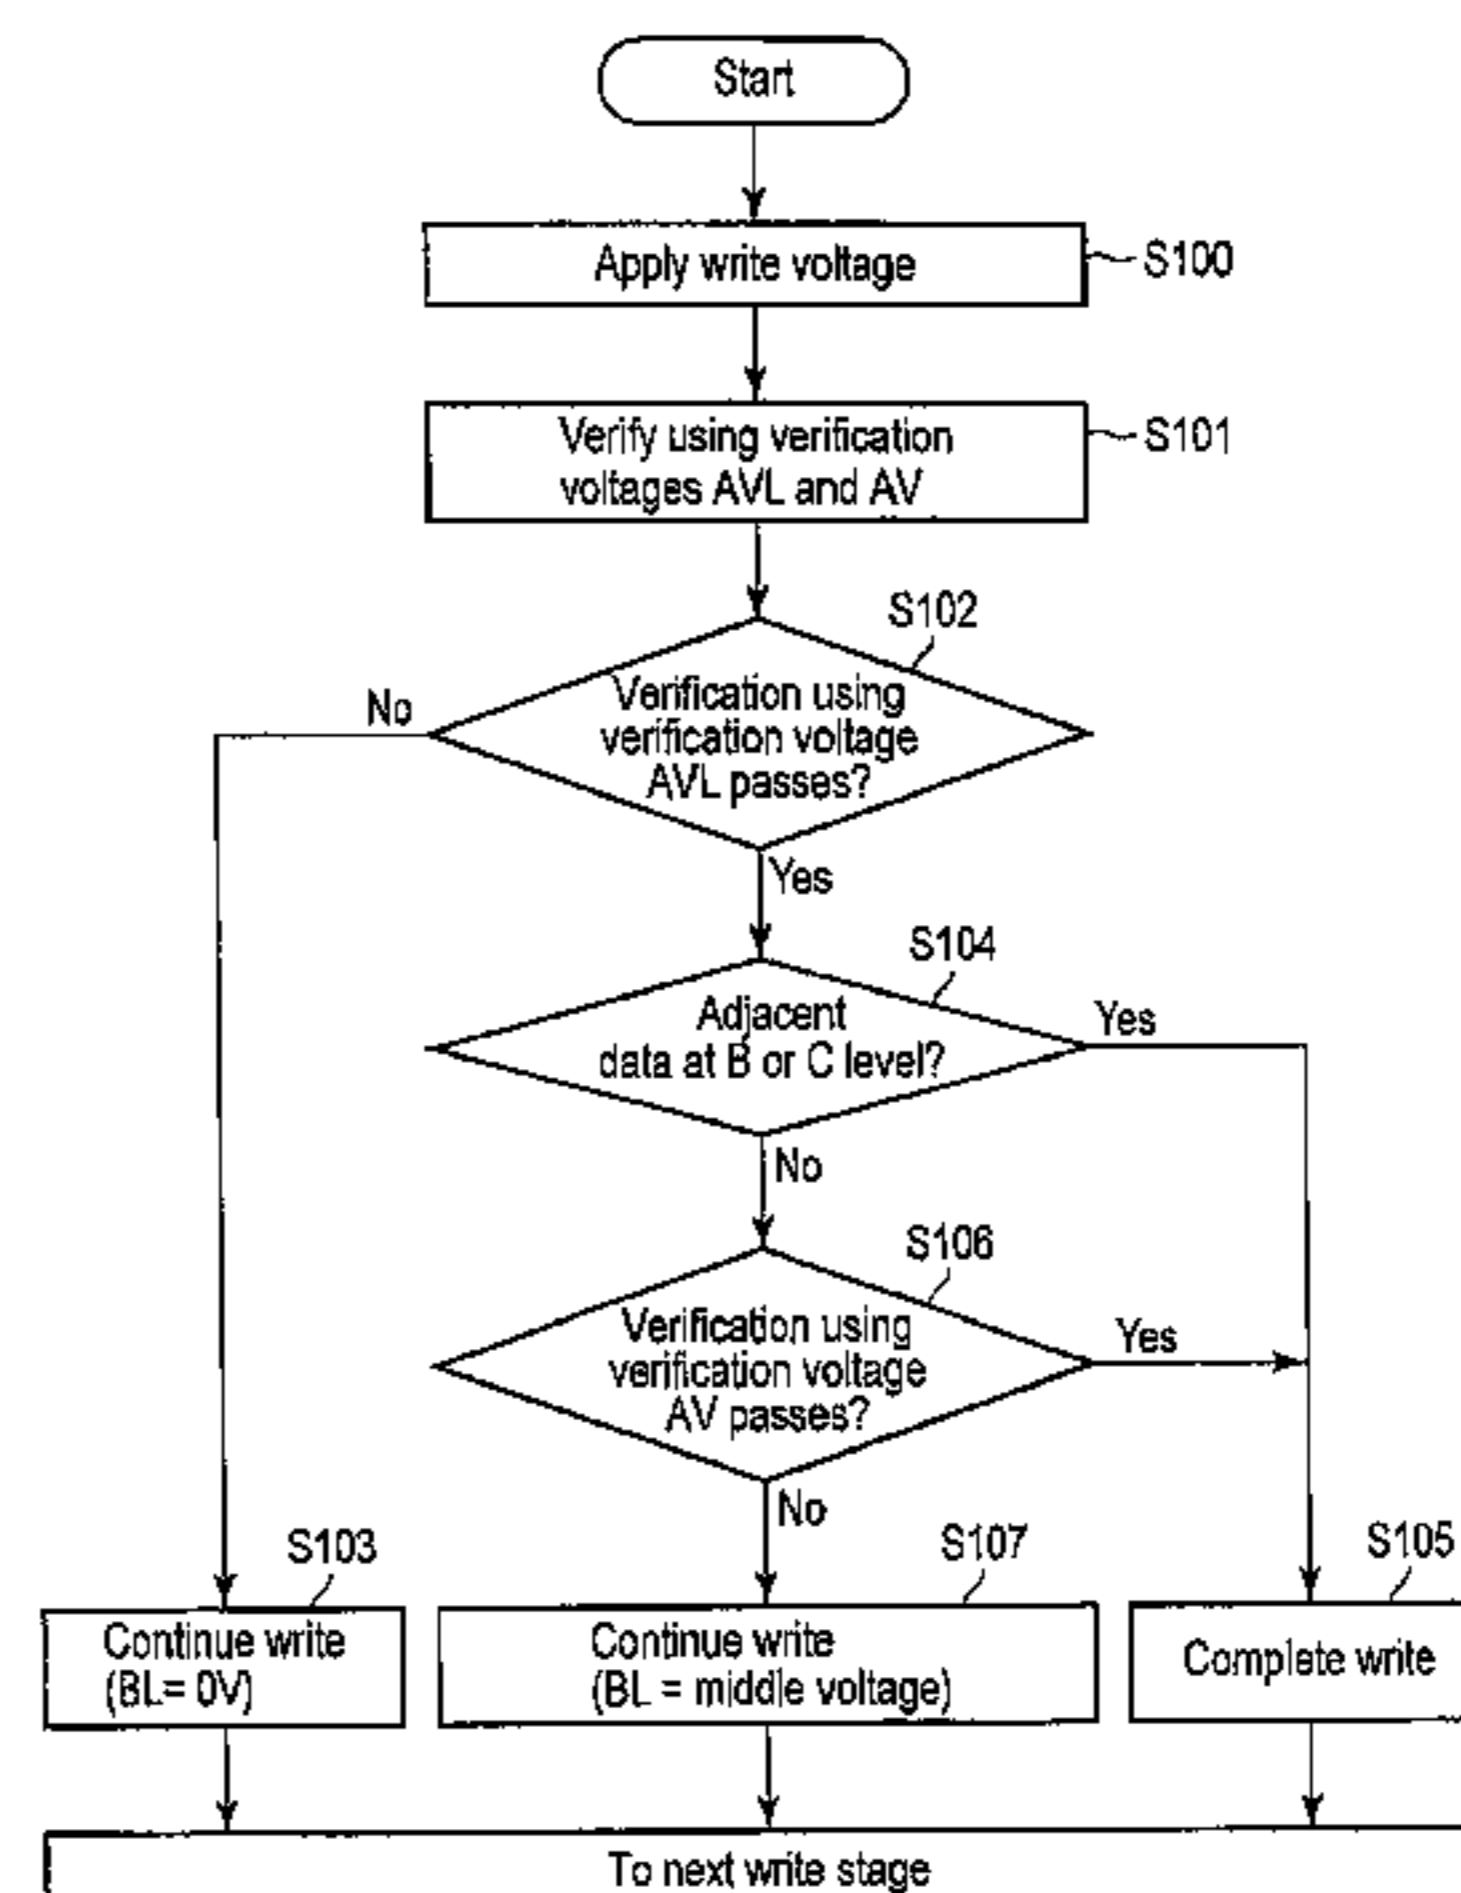 Start
Apply write voltage
S100
Verify using verification
voltages AVL and AV
S101
S102
Verification using
verification voltage
AVL passes?
No
Yes
S104
Adjacent
data at B or C level?
Yes
No
S106
Verification using
verification voltage
AV passes?
Yes
No
S103
Continue write
(BL= 0V)
S107
Continue write
(BL = middle voltage)
S105
Complete write
To next write stage